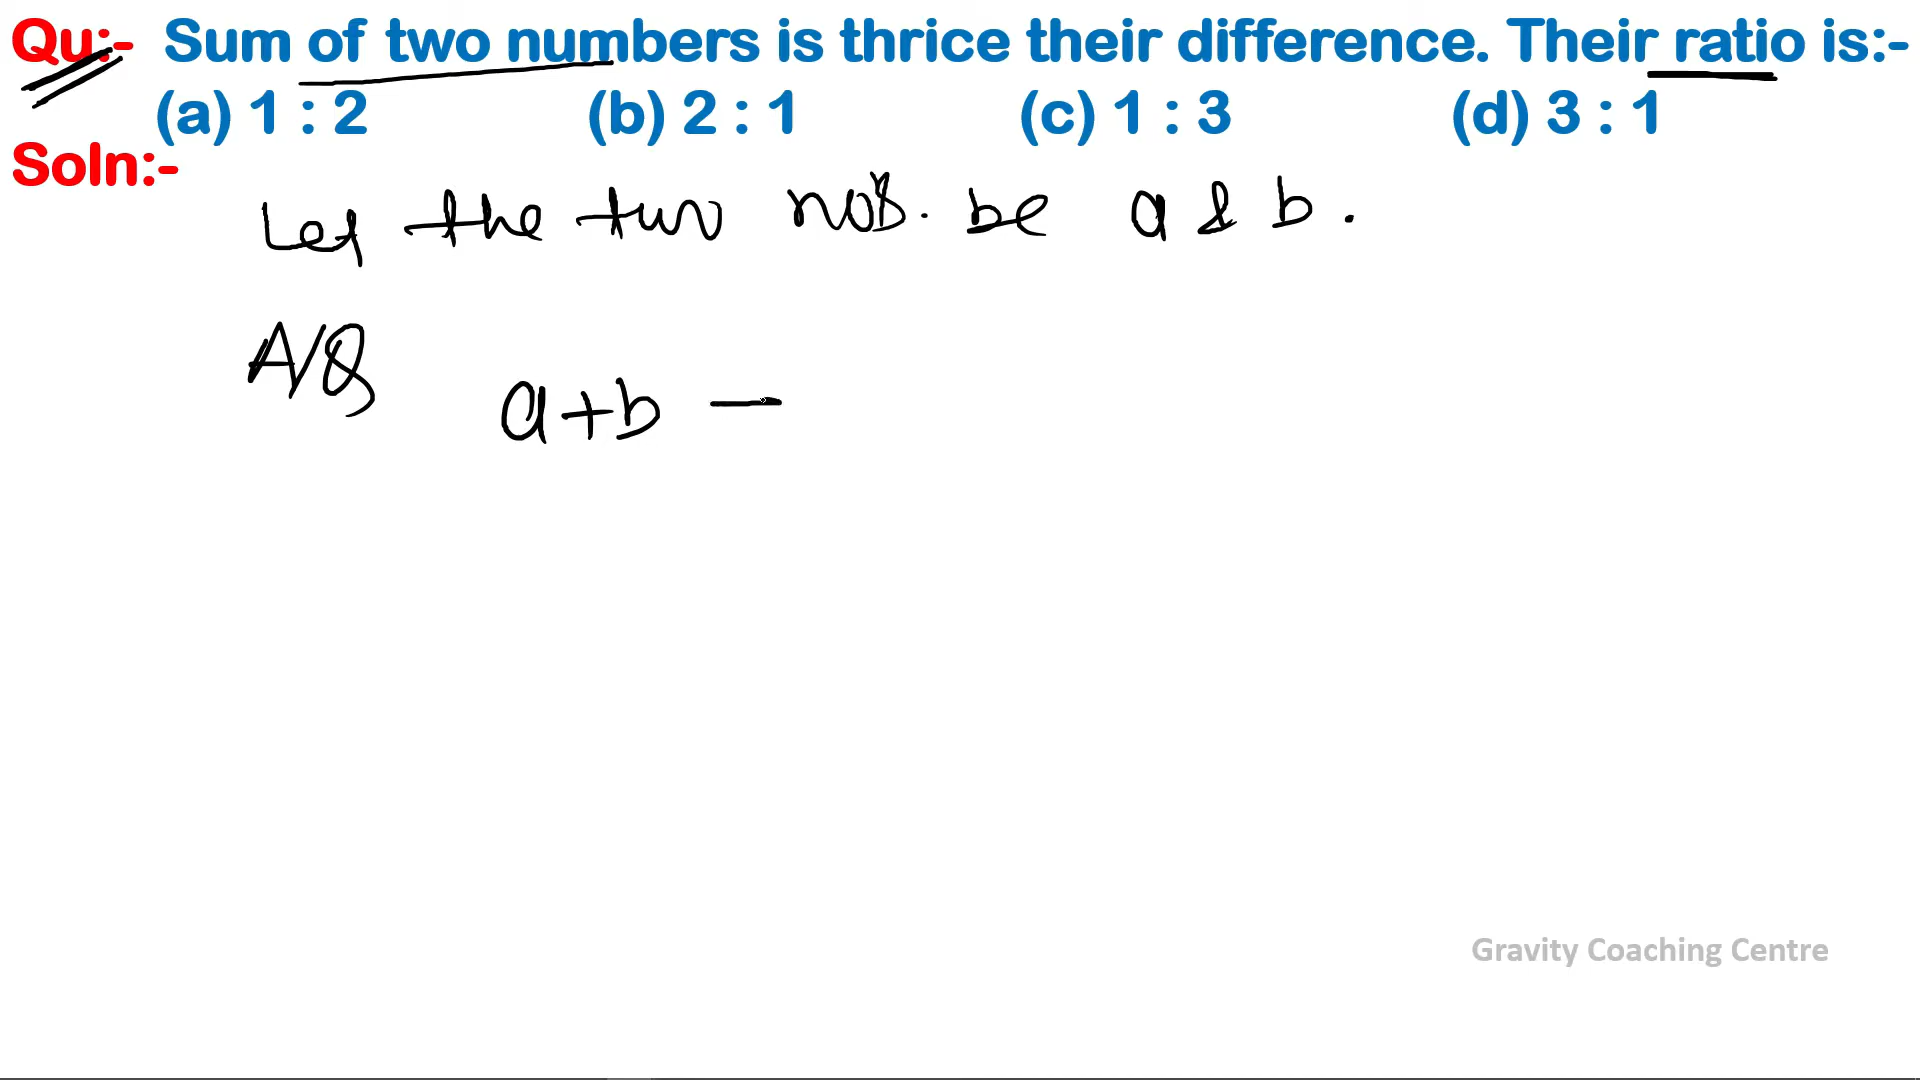 Qu:- Sum of two numbers is thrice their difference. Their ratio is:-
(a) 1 : 2 (b) 2 : 1 (c) 1 : 3 (d) 3 : 1
Soln:-
Let the two nos. be a & b.
A/Q
a+b -
Gravity Coaching Centre